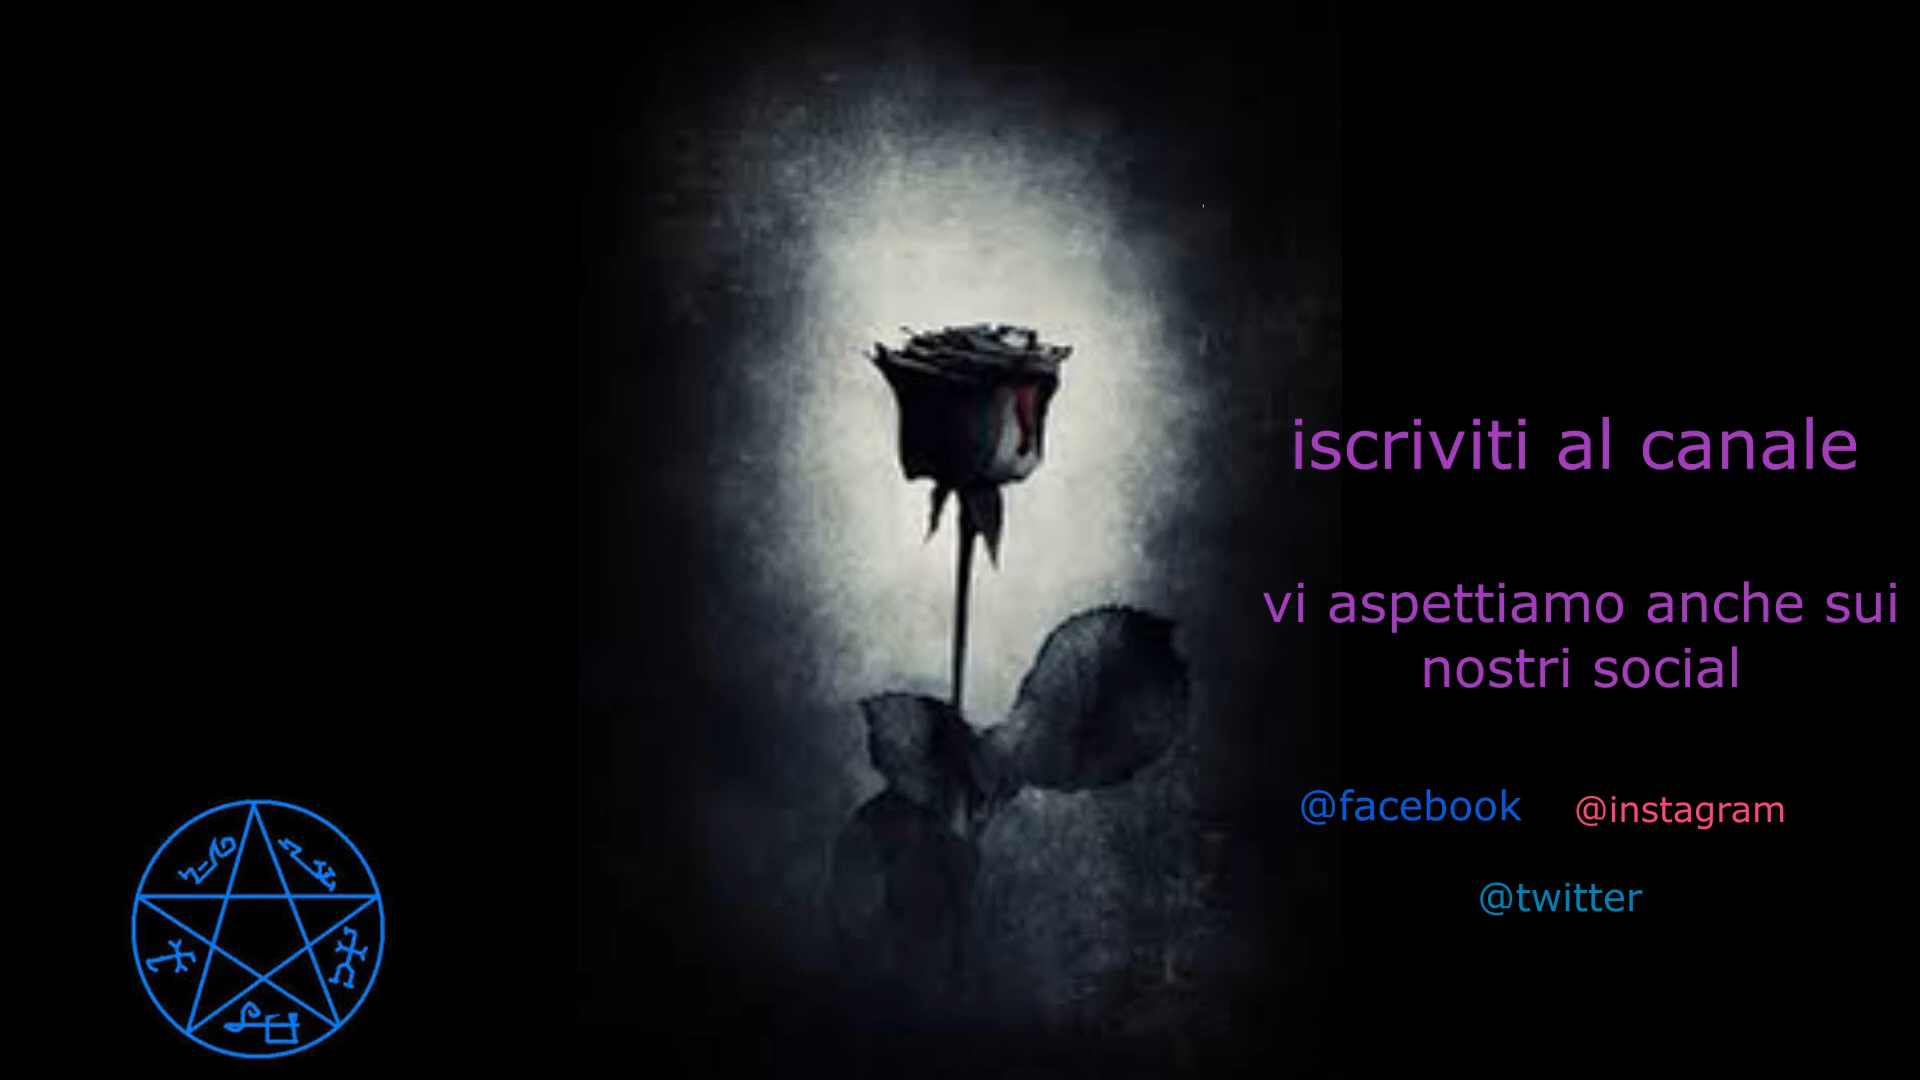 iscriviti al canale
vi aspettiamo anche sui
nostri social
@facebook @instagram
@twitter